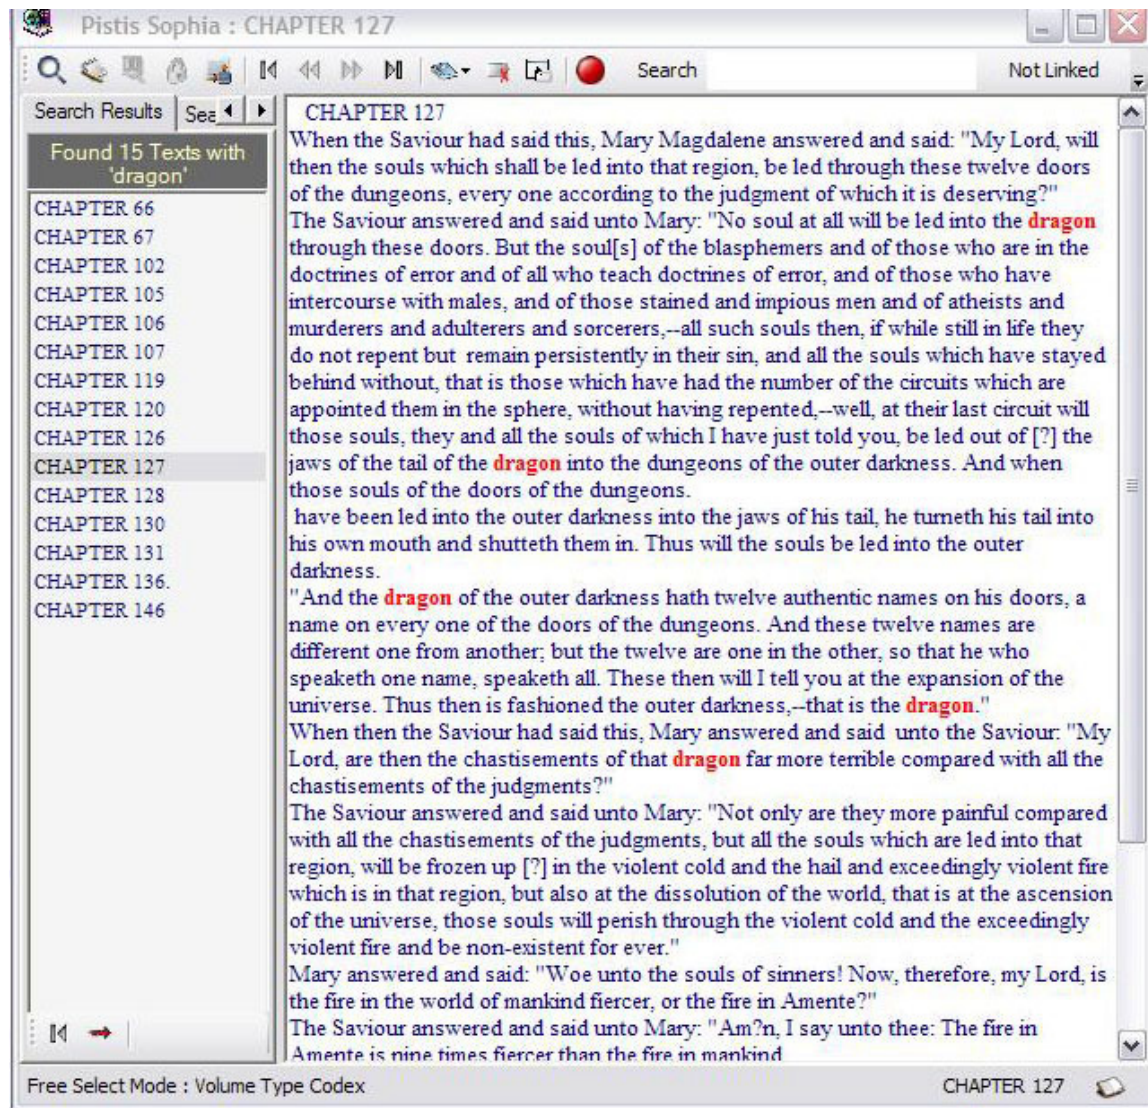 Pistis Sophia : CHAPTER 127
Search
Not Linked
Search Results
Sea
Found 15 Texts with
'dragon'
CHAPTER 66
CHAPTER 67
CHAPTER 102
CHAPTER 105
CHAPTER 106
CHAPTER 107
CHAPTER 119
CHAPTER 120
CHAPTER 126
CHAPTER 127
CHAPTER 128
CHAPTER 130
CHAPTER 131
CHAPTER 136.
CHAPTER 146
CHAPTER 127
When the Saviour had said this, Mary Magdalene answered and said: "My Lord, will
then the souls which shall be led into that region, be led through these twelve doors
of the dungeons, every one according to the judgment of which it is deserving?"
The Saviour answered and said unto Mary: "No soul at all will be led into the dragon
through these doors. But the soul[s] of the blasphemers and of those who are in the
doctrines of error and of all who teach doctrines of error, and of those who have
intercourse with males, and of those stained and impious men and of atheists and
murderers and adulterers and sorcerers,--all such souls then, if while still in life they
do not repent but remain persistently in their sin, and all the souls which have stayed
behind without, that is those which have had the number of the circuits which are
appointed them in the sphere, without having repented,--well, at their last circuit will
those souls, they and all the souls of which I have just told you, be led out of [?] the
jaws of the tail of the dragon into the dungeons of the outer darkness. And when
those souls of the doors of the dungeons.
have been led into the outer darkness into the jaws of his tail, he turneth his tail into
his own mouth and shutteth them in. Thus will the souls be led into the outer
darkness.
"And the dragon of the outer darkness hath twelve authentic names on his doors, a
name on every one of the doors of the dungeons. And these twelve names are
different one from another; but the twelve are one in the other, so that he who
speaketh one name, speaketh all. These then will I tell you at the expansion of the
universe. Thus then is fashioned the outer darkness,--that is the dragon."
When then the Saviour had said this, Mary answered and said unto the Saviour: "My
Lord, are then the chastisements of that dragon far more terrible compared with all the
chastisements of the judgments?"
The Saviour answered and said unto Mary: "Not only are they more painful compared
with all the chastisements of the judgments, but all the souls which are led into that
region, will be frozen up [?] in the violent cold and the hail and exceedingly violent fire
which is in that region, but also at the dissolution of the world, that is at the ascension
of the universe, those souls will perish through the violent cold and the exceedingly
violent fire and be non-existent for ever."
Mary answered and said: "Woe unto the souls of sinners! Now, therefore, my Lord, is
the fire in the world of mankind fiercer, or the fire in Amente?"
The Saviour answered and said unto Mary: "Am?n, I say unto thee: The fire in
Amente is nine times fiercer than the fire in mankind
Free Select Mode : Volume Type Codex
CHAPTER 127